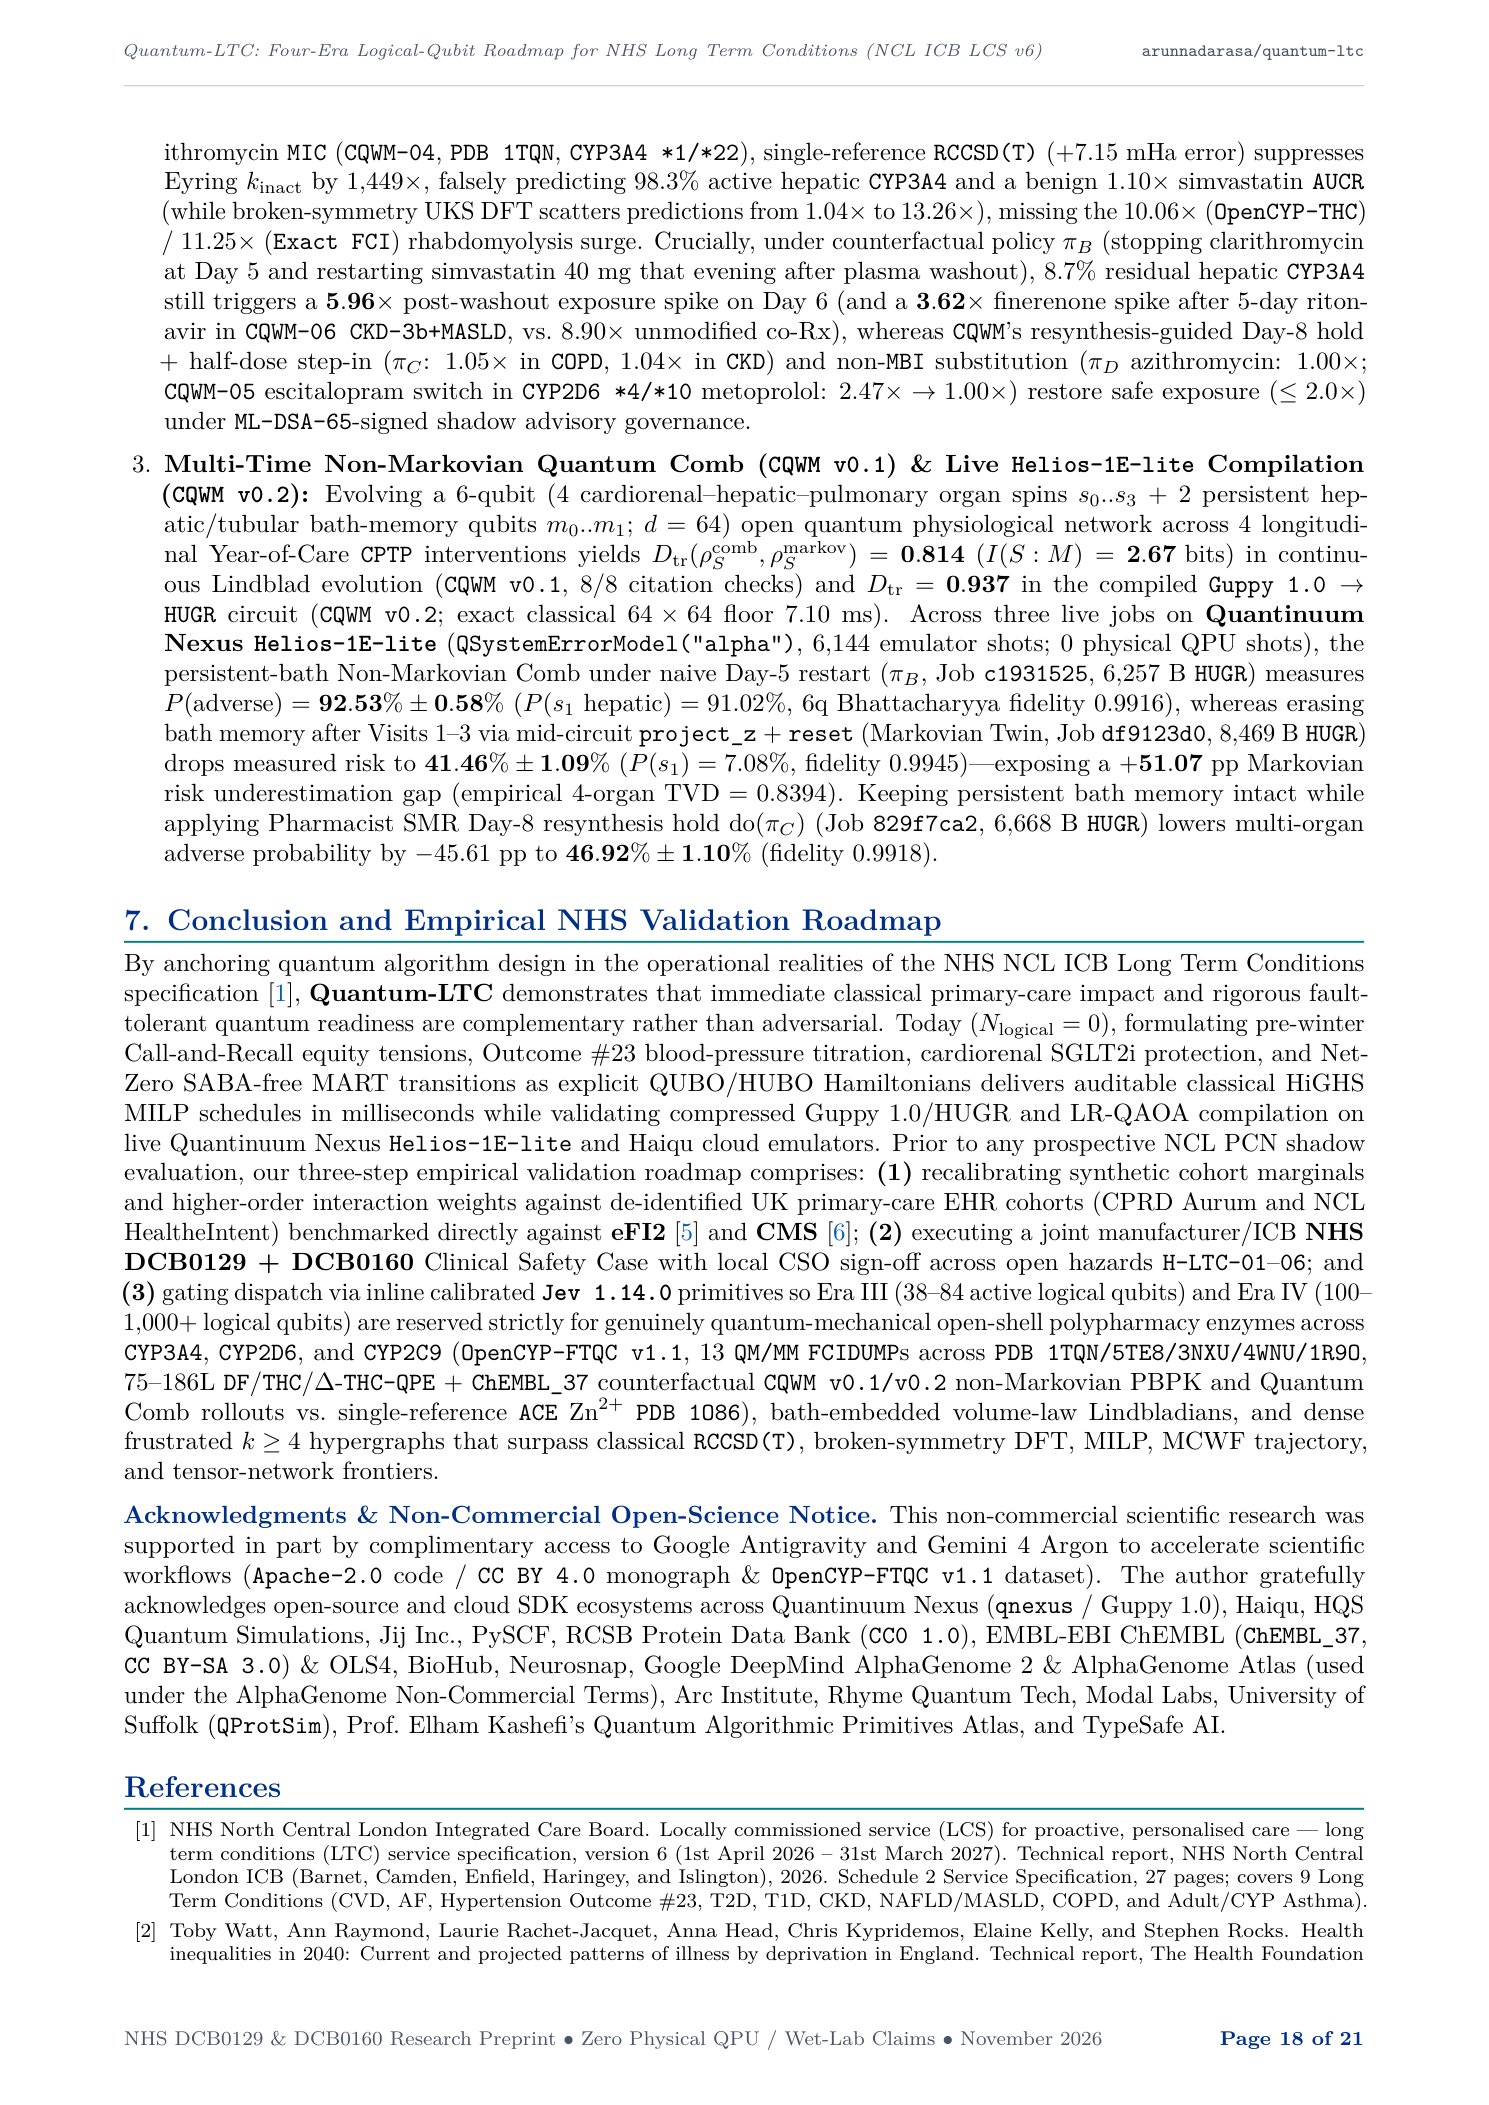 Quantum-LTC: Four-Era Logical-Qubit Roadmap for NHS Long Term Conditions (NCL ICB LCS v6) arunnadarasa/quantum-ltc
ithromycin MIC (CQWM-04, PDB 1TQN, CYP3A4 *1/*22), single-reference RCCSD(T) (+7.15 mHa error) suppresses
Eyring k_inact by 1,449×, falsely predicting 98.3% active hepatic CYP3A4 and a benign 1.10× simvastatin AUCR
(while broken-symmetry UKS DFT scatters predictions from 1.04× to 13.26×), missing the 10.06× (OpenCYP-THC)
/ 11.25× (Exact FCI) rhabdomyolysis surge. Crucially, under counterfactual policy π_B (stopping clarithromycin
at Day 5 and restarting simvastatin 40 mg that evening after plasma washout), 8.7% residual hepatic CYP3A4
still triggers a 5.96× post-washout exposure spike on Day 6 (and a 3.62× finerenone spike after 5-day riton-
avir in CQWM-06 CKD-3b+MASLD, vs. 8.90× unmodified co-Rx), whereas CQWM's resynthesis-guided Day-8 hold
+ half-dose step-in (π_C: 1.05× in COPD, 1.04× in CKD) and non-MBI substitution (π_D azithromycin: 1.00×;
CQWM-05 escitalopram switch in CYP2D6 *4/*10 metoprolol: 2.47× → 1.00×) restore safe exposure (≤ 2.0×)
under ML-DSA-65-signed shadow advisory governance.
3. Multi-Time Non-Markovian Quantum Comb (CQWM v0.1) & Live Helios-1E-lite Compilation
(CQWM v0.2): Evolving a 6-qubit (4 cardiorenal–hepatic–pulmonary organ spins s_0..s_3 + 2 persistent hep-
atic/tubular bath-memory qubits m_0..m_1; d = 64) open quantum physiological network across 4 longitudi-
nal Year-of-Care CPTP interventions yields D_tr(ρ_S^comb, ρ_S^markov) = 0.814 (I(S : M) = 2.67 bits) in continu-
ous Lindblad evolution (CQWM v0.1, 8/8 citation checks) and D_tr = 0.937 in the compiled Guppy 1.0 →
HUGR circuit (CQWM v0.2; exact classical 64 × 64 floor 7.10 ms). Across three live jobs on Quantinuum
Nexus Helios-1E-lite (QSystemErrorModel("alpha"), 6,144 emulator shots; 0 physical QPU shots), the
persistent-bath Non-Markovian Comb under naive Day-5 restart (π_B, Job c1931525, 6,257 B HUGR) measures
P(adverse) = 92.53% ± 0.58% (P(s_1 hepatic) = 91.02%, 6q Bhattacharyya fidelity 0.9916), whereas erasing
bath memory after Visits 1–3 via mid-circuit project_z + reset (Markovian Twin, Job df9123d0, 8,469 B HUGR)
drops measured risk to 41.46% ± 1.09% (P(s_1) = 7.08%, fidelity 0.9945)—exposing a +51.07 pp Markovian
risk underestimation gap (empirical 4-organ TVD = 0.8394). Keeping persistent bath memory intact while
applying Pharmacist SMR Day-8 resynthesis hold do(π_C) (Job 829f7ca2, 6,668 B HUGR) lowers multi-organ
adverse probability by −45.61 pp to 46.92% ± 1.10% (fidelity 0.9918).
7. Conclusion and Empirical NHS Validation Roadmap
By anchoring quantum algorithm design in the operational realities of the NHS NCL ICB Long Term Conditions
specification [1], Quantum-LTC demonstrates that immediate classical primary-care impact and rigorous fault-
tolerant quantum readiness are complementary rather than adversarial. Today (N_logical = 0), formulating pre-winter
Call-and-Recall equity tensions, Outcome #23 blood-pressure titration, cardiorenal SGLT2i protection, and Net-
Zero SABA-free MART transitions as explicit QUBO/HUBO Hamiltonians delivers auditable classical HiGHS
MILP schedules in milliseconds while validating compressed Guppy 1.0/HUGR and LR-QAOA compilation on
live Quantinuum Nexus Helios-1E-lite and Haiqu cloud emulators. Prior to any prospective NCL PCN shadow
evaluation, our three-step empirical validation roadmap comprises: (1) recalibrating synthetic cohort marginals
and higher-order interaction weights against de-identified UK primary-care EHR cohorts (CPRD Aurum and NCL
HealtheIntent) benchmarked directly against eFI2 [5] and CMS [6]; (2) executing a joint manufacturer/ICB NHS
DCB0129 + DCB0160 Clinical Safety Case with local CSO sign-off across open hazards H-LTC-01–06; and
(3) gating dispatch via inline calibrated Jev 1.14.0 primitives so Era III (38–84 active logical qubits) and Era IV (100–
1,000+ logical qubits) are reserved strictly for genuinely quantum-mechanical open-shell polypharmacy enzymes across
CYP3A4, CYP2D6, and CYP2C9 (OpenCYP-FTQC v1.1, 13 QM/MM FCIDUMPs across PDB 1TQN/5TE8/3NXU/4WNU/1R9O,
75–186L DF/THC/Δ-THC-QPE + ChEMBL_37 counterfactual CQWM v0.1/v0.2 non-Markovian PBPK and Quantum
Comb rollouts vs. single-reference ACE Zn²⁺ PDB 1O86), bath-embedded volume-law Lindbladians, and dense
frustrated k ≥ 4 hypergraphs that surpass classical RCCSD(T), broken-symmetry DFT, MILP, MCWF trajectory,
and tensor-network frontiers.
Acknowledgments & Non-Commercial Open-Science Notice. This non-commercial scientific research was
supported in part by complimentary access to Google Antigravity and Gemini 4 Argon to accelerate scientific
workflows (Apache-2.0 code / CC BY 4.0 monograph & OpenCYP-FTQC v1.1 dataset). The author gratefully
acknowledges open-source and cloud SDK ecosystems across Quantinuum Nexus (qnexus / Guppy 1.0), Haiqu, HQS
Quantum Simulations, Jij Inc., PySCF, RCSB Protein Data Bank (CC0 1.0), EMBL-EBI ChEMBL (ChEMBL_37,
CC BY-SA 3.0) & OLS4, BioHub, Neurosnap, Google DeepMind AlphaGenome 2 & AlphaGenome Atlas (used
under the AlphaGenome Non-Commercial Terms), Arc Institute, Rhyme Quantum Tech, Modal Labs, University of
Suffolk (QProtSim), Prof. Elham Kashefi's Quantum Algorithmic Primitives Atlas, and TypeSafe AI.
References
[1] NHS North Central London Integrated Care Board. Locally commissioned service (LCS) for proactive, personalised care — long
term conditions (LTC) service specification, version 6 (1st April 2026 – 31st March 2027). Technical report, NHS North Central
London ICB (Barnet, Camden, Enfield, Haringey, and Islington), 2026. Schedule 2 Service Specification, 27 pages; covers 9 Long
Term Conditions (CVD, AF, Hypertension Outcome #23, T2D, T1D, CKD, NAFLD/MASLD, COPD, and Adult/CYP Asthma).
[2] Toby Watt, Ann Raymond, Laurie Rachet-Jacquet, Anna Head, Chris Kypridemos, Elaine Kelly, and Stephen Rocks. Health
inequalities in 2040: Current and projected patterns of illness by deprivation in England. Technical report, The Health Foundation
NHS DCB0129 & DCB0160 Research Preprint • Zero Physical QPU / Wet-Lab Claims • November 2026 Page 18 of 21